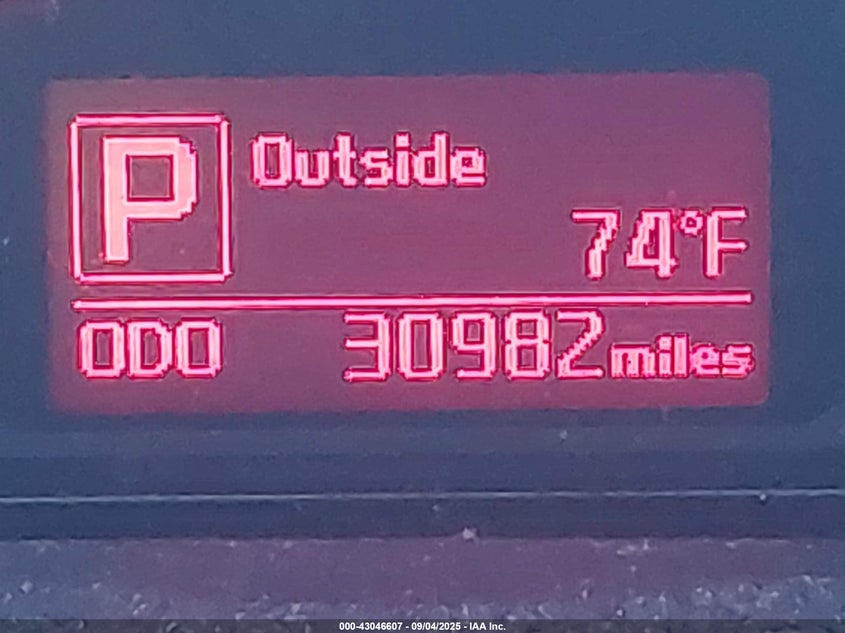 P
Outside
74°F
ODO 30982 miles
000-43046607 - 09/04/2025 - IAA Inc.